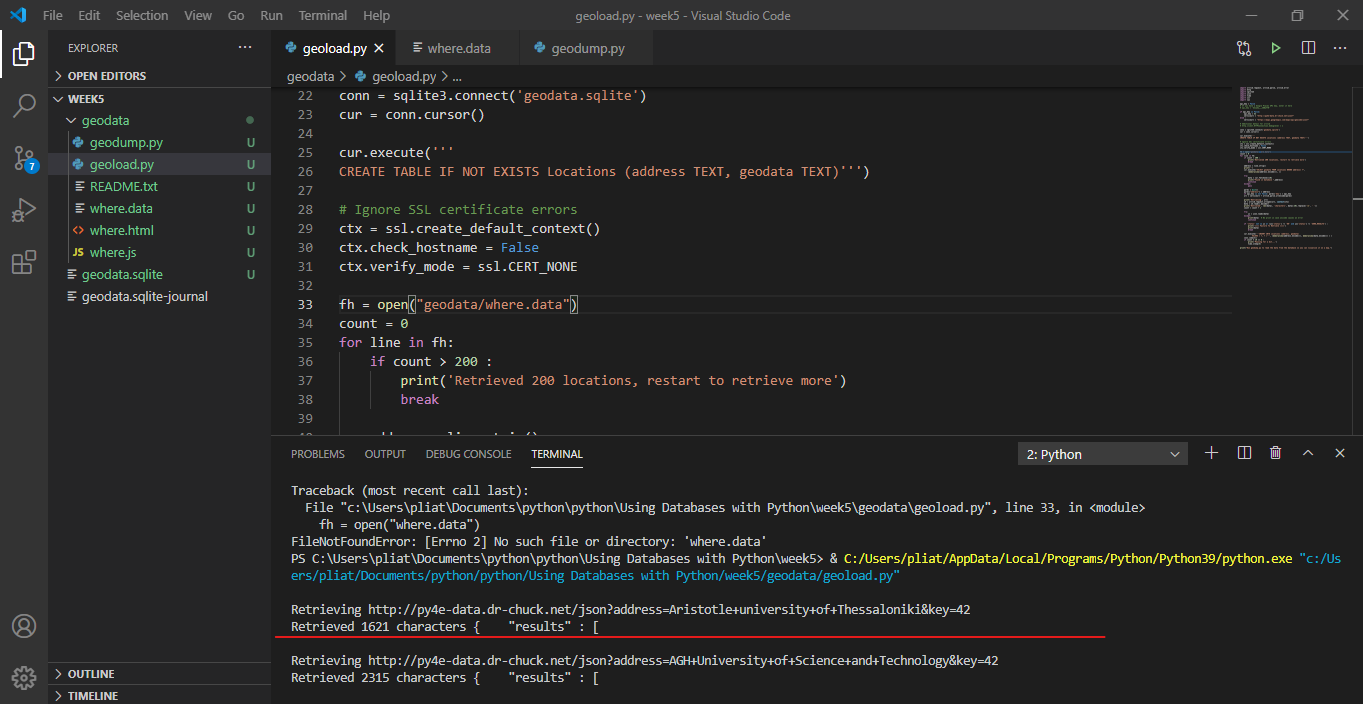 File Edit Selection View Go Run Terminal Help geoload.py - week5 - Visual Studio Code
EXPLORER
OPEN EDITORS
WEEK5
geodata
geodump.py U
geoload.py U
README.txt U
where.data U
where.html U
JS where.js U
geodata.sqlite U
geodata.sqlite-journal
7
OUTLINE
TIMELINE
geoload.py where.data geodump.py
geodata > geoload.py > ...
22 conn = sqlite3.connect('geodata.sqlite')
23 cur = conn.cursor()
24
25 cur.execute('''
26 CREATE TABLE IF NOT EXISTS Locations (address TEXT, geodata TEXT)''')
27
28 # Ignore SSL certificate errors
29 ctx = ssl.create_default_context()
30 ctx.check_hostname = False
31 ctx.verify_mode = ssl.CERT_NONE
32
33 fh = open("geodata/where.data")
34 count = 0
35 for line in fh:
36 if count > 200 :
37 print('Retrieved 200 locations, restart to retrieve more')
38 break
39
PROBLEMS OUTPUT DEBUG CONSOLE TERMINAL 2: Python
Traceback (most recent call last):
File "c:\Users\pliat\Documents\python\python\Using Databases with Python\week5\geodata\geoload.py", line 33, in <module>
fh = open("where.data")
FileNotFoundError: [Errno 2] No such file or directory: 'where.data'
PS C:\Users\pliat\Documents\python\python\Using Databases with Python\week5> & C:/Users/pliat/AppData/Local/Programs/Python/Python39/python.exe "c:/Us
ers/pliat/Documents/python/python/Using Databases with Python/week5/geodata/geoload.py"
Retrieving http://py4e-data.dr-chuck.net/json?address=Aristotle+university+of+Thessaloniki&key=42
Retrieved 1621 characters { "results" : [
Retrieving http://py4e-data.dr-chuck.net/json?address=AGH+University+of+Science+and+Technology&key=42
Retrieved 2315 characters { "results" : [